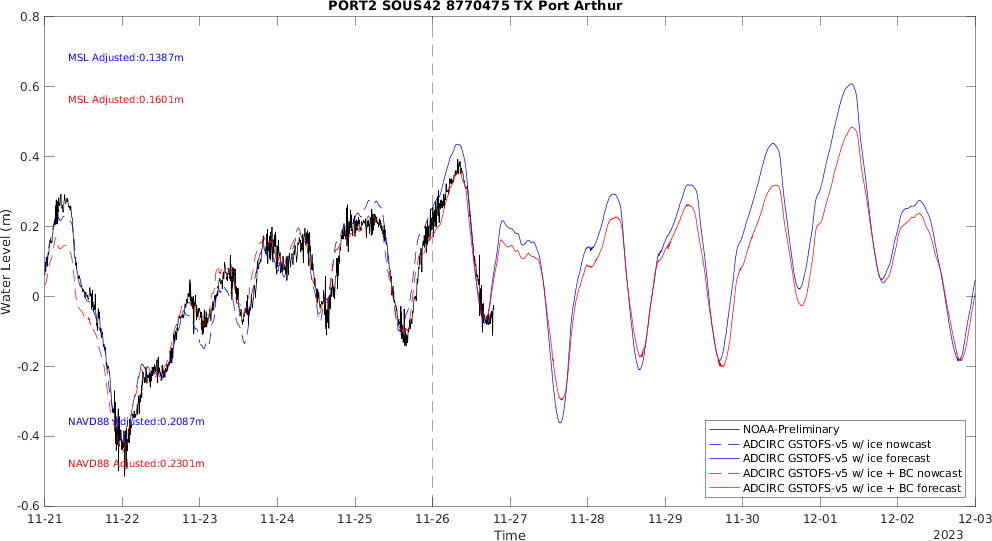 PORT2 SOUS42 8770475 TX Port Arthur
0.8
0.6
0.4
0.2
0
-0.2
-0.4
-0.6
Water Level (m)
MSL Adjusted:0.1387m
MSL Adjusted:0.1601m
NAVD88 Adjusted:0.2087m
NAVD88 Adjusted:0.2301m
NOAA-Preliminary
ADCIRC GSTOFS-v5 w/ ice nowcast
ADCIRC GSTOFS-v5 w/ ice forecast
ADCIRC GSTOFS-v5 w/ ice + BC nowcast
ADCIRC GSTOFS-v5 w/ ice + BC forecast
11-21 11-22 11-23 11-24 11-25 11-26 11-27 11-28 11-29 11-30 12-01 12-02 12-03
Time
2023